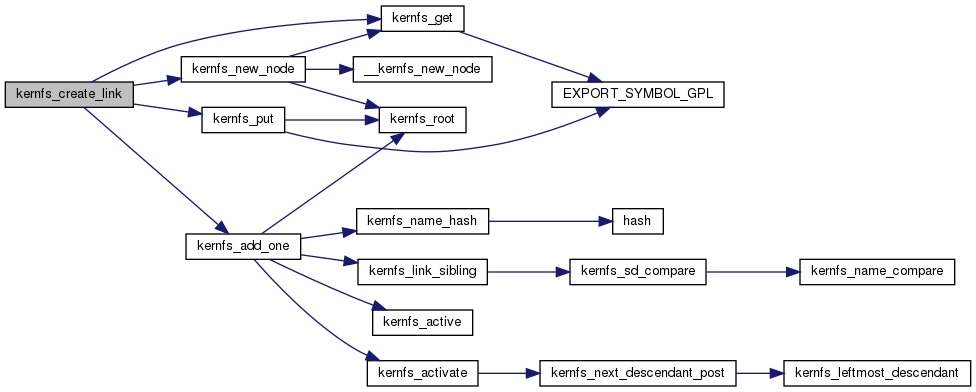 kernfs_get
kernfs_new_node
__kernfs_new_node
kernfs_create_link
EXPORT_SYMBOL_GPL
kernfs_put
kernfs_root
kernfs_name_hash
hash
kernfs_add_one
kernfs_link_sibling
kernfs_sd_compare
kernfs_name_compare
kernfs_active
kernfs_activate
kernfs_next_descendant_post
kernfs_leftmost_descendant